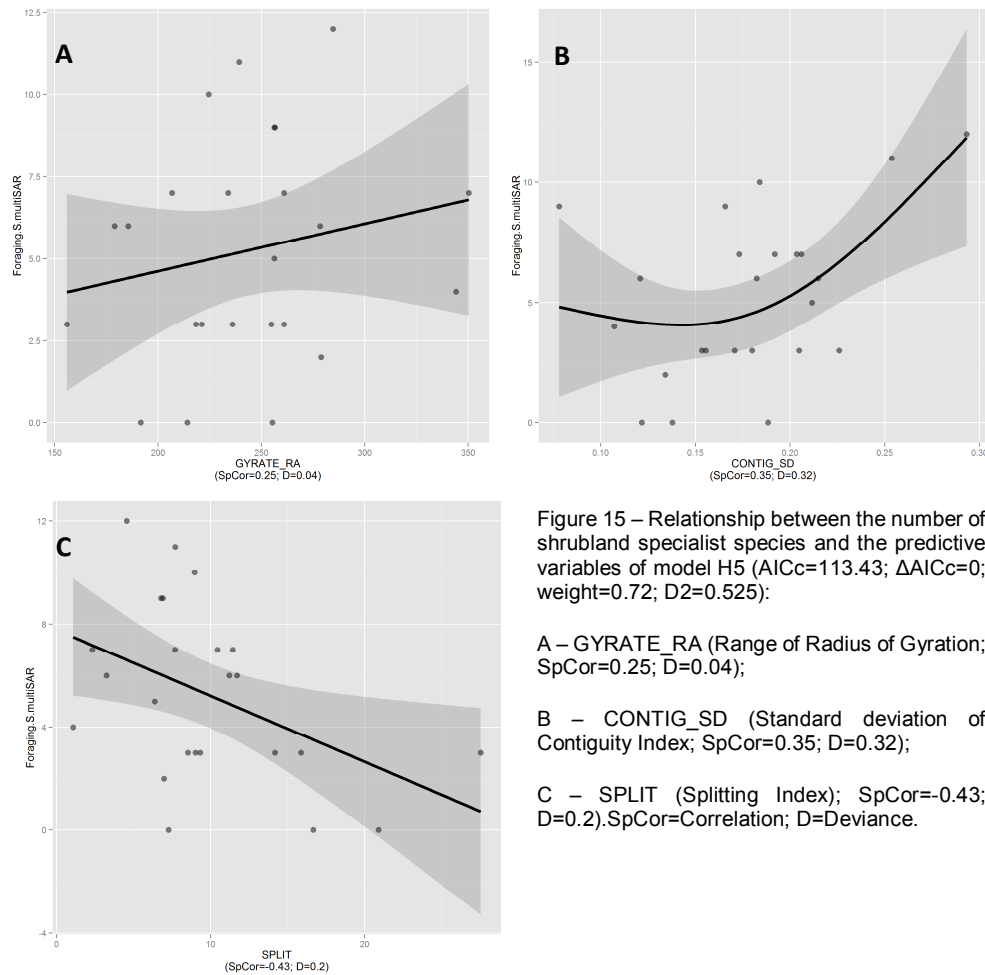 12.5
10.0
7.5
5.0
2.5
0.0
A
Foraging.S.multiSAR
150
200
250
300
350
GYRATE_RA
(SpCor=0.25; D=0.04)
15
10
5
0
B
Foraging.S.multiSAR
0.10
0.15
0.20
0.25
0.30
CONTIG_SD
(SpCor=0.35; D=0.32)
12
8
4
0
-4
C
Foraging.S.multiSAR
0
10
20
SPLIT
(SpCor=-0.43; D=0.2)
Figure 15 – Relationship between the number of
shrubland specialist species and the predictive
variables of model H5 (AICc=113.43; ΔAICc=0;
weight=0.72; D2=0.525):
A – GYRATE_RA (Range of Radius of Gyration;
SpCor=0.25; D=0.04);
B – CONTIG_SD (Standard deviation of
Contiguity Index; SpCor=0.35; D=0.32);
C – SPLIT (Splitting Index); SpCor=-0.43;
D=0.2).SpCor=Correlation; D=Deviance.